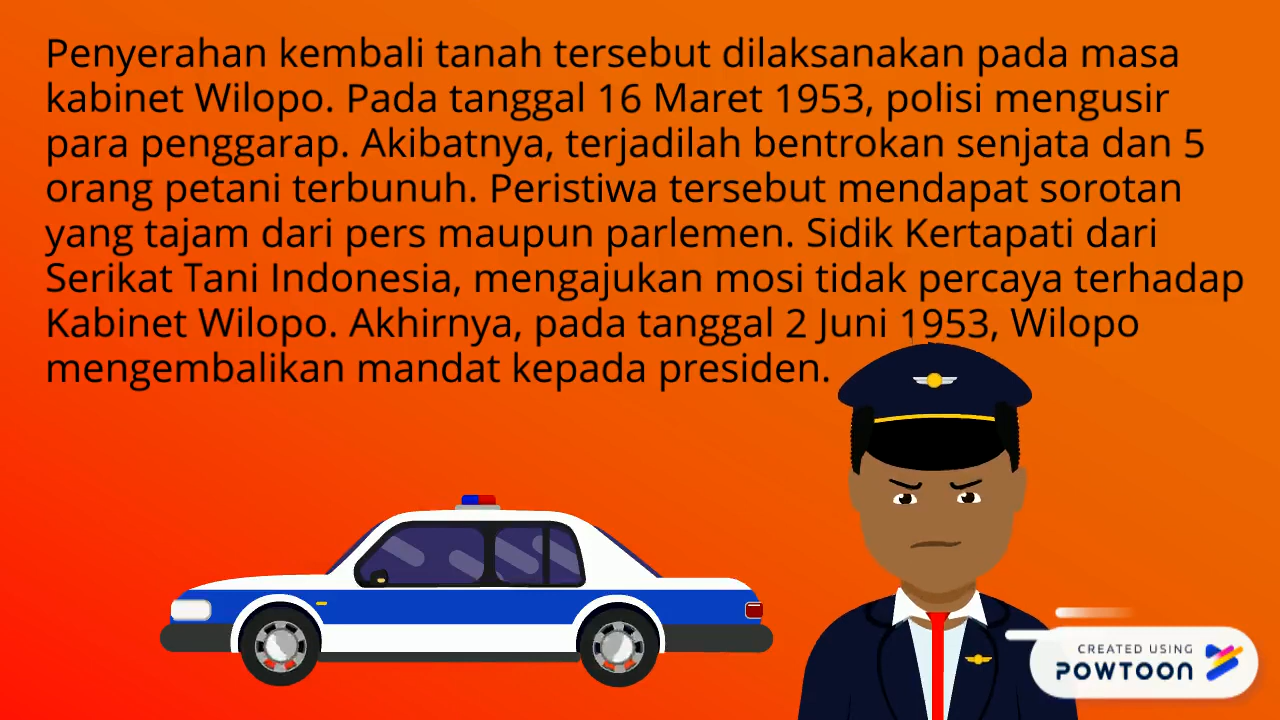 Penyerahan kembali tanah tersebut dilaksanakan pada masa
kabinet Wilopo. Pada tanggal 16 Maret 1953, polisi mengusir
para penggarap. Akibatnya, terjadilah bentrokan senjata dan 5
orang petani terbunuh. Peristiwa tersebut mendapat sorotan
yang tajam dari pers maupun parlemen. Sidik Kertapati dari
Serikat Tani Indonesia, mengajukan mosi tidak percaya terhadap
Kabinet Wilopo. Akhirnya, pada tanggal 2 Juni 1953, Wilopo
mengembalikan mandat kepada presiden.
CREATED USING
POWTOON